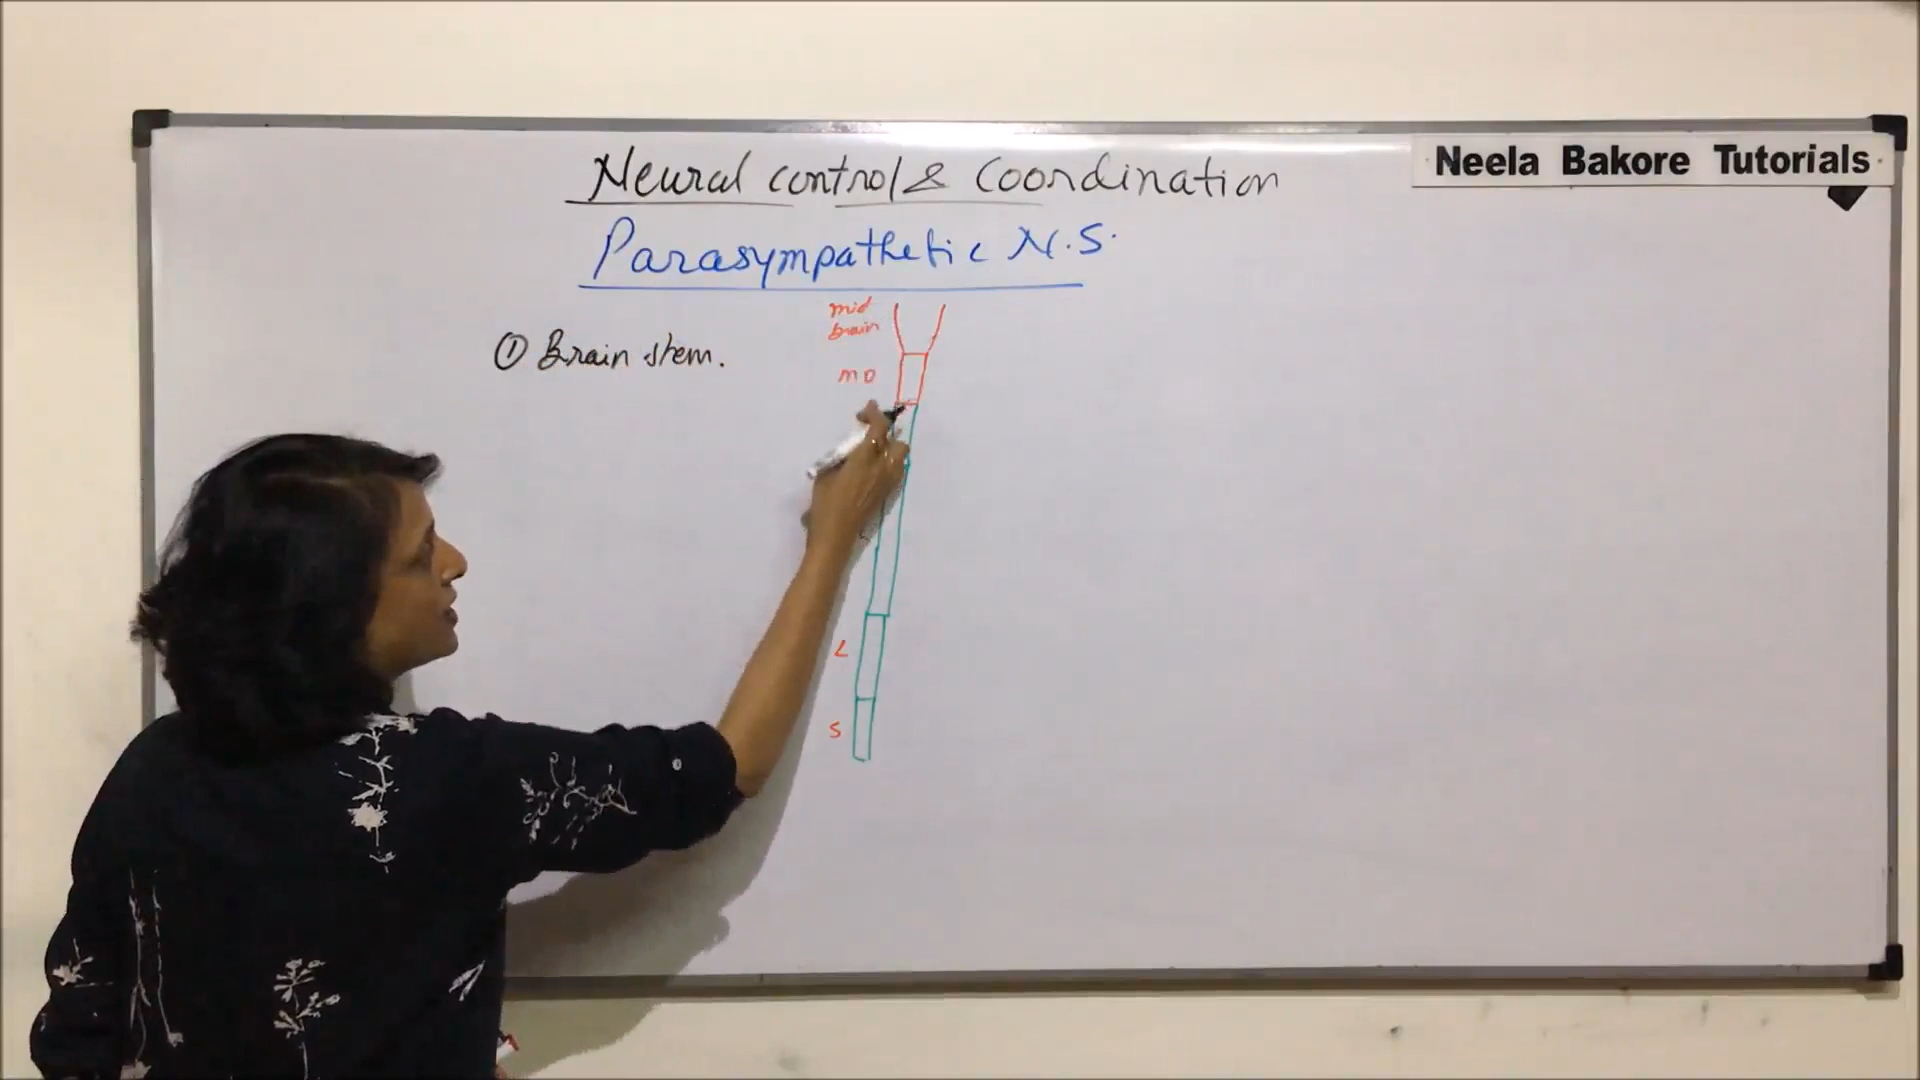 Neela Bakore Tutorials
Neural control & Coordination
Parasympathetic N.S.
① Brain stem.
mid
brain
MO
L
S